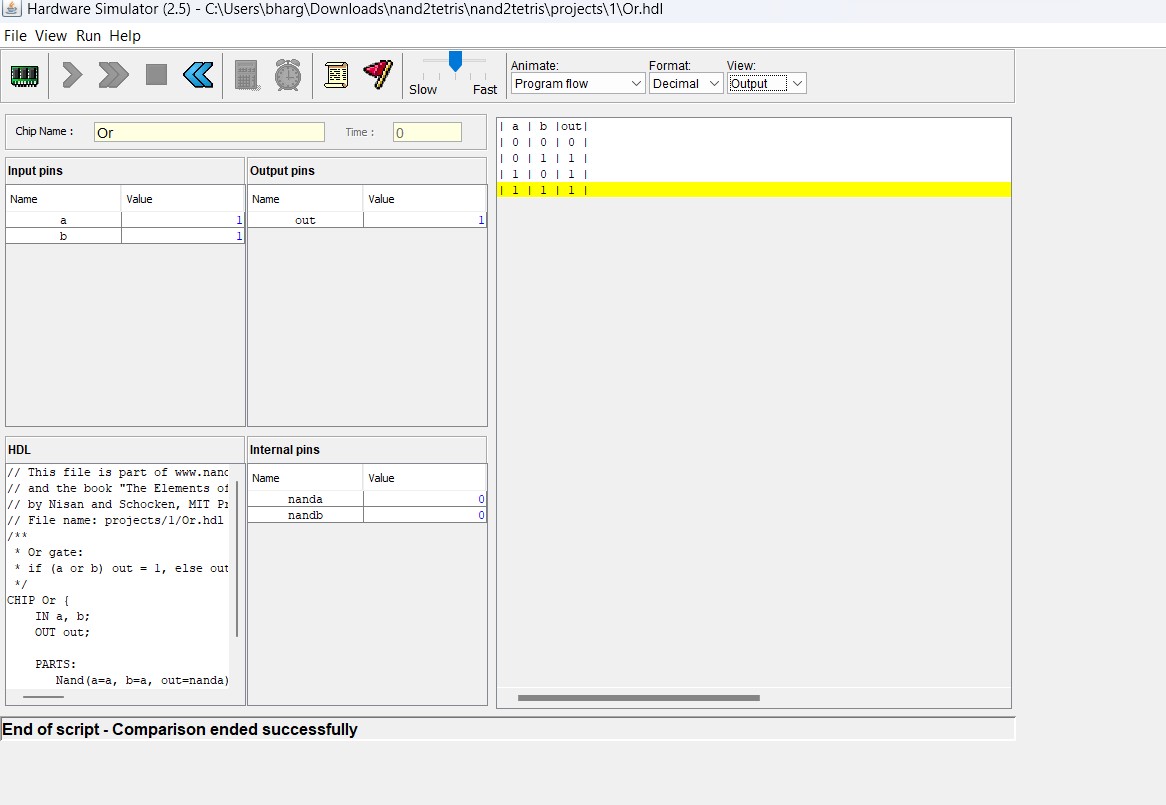 Hardware Simulator (2.5) - C:\Users\bharg\Downloads\nand2tetris\nand2tetris\projects\1\Or.hdl
File View Run Help
Slow Fast
Animate: Format: View:
Program flow Decimal Output
Chip Name : Or Time : 0
Input pins
Name Value
a 1
b 1
Output pins
Name Value
out 1
HDL
// This file is part of www.nand
// and the book "The Elements of
// by Nisan and Schocken, MIT Pr
// File name: projects/1/Or.hdl
/**
* Or gate:
* if (a or b) out = 1, else out
*/
CHIP Or {
IN a, b;
OUT out;
PARTS:
Nand(a=a, b=a, out=nanda)
Internal pins
Name Value
nanda 0
nandb 0
| a | b |out|
| 0 | 0 | 0 |
| 0 | 1 | 1 |
| 1 | 0 | 1 |
| 1 | 1 | 1 |
End of script - Comparison ended successfully